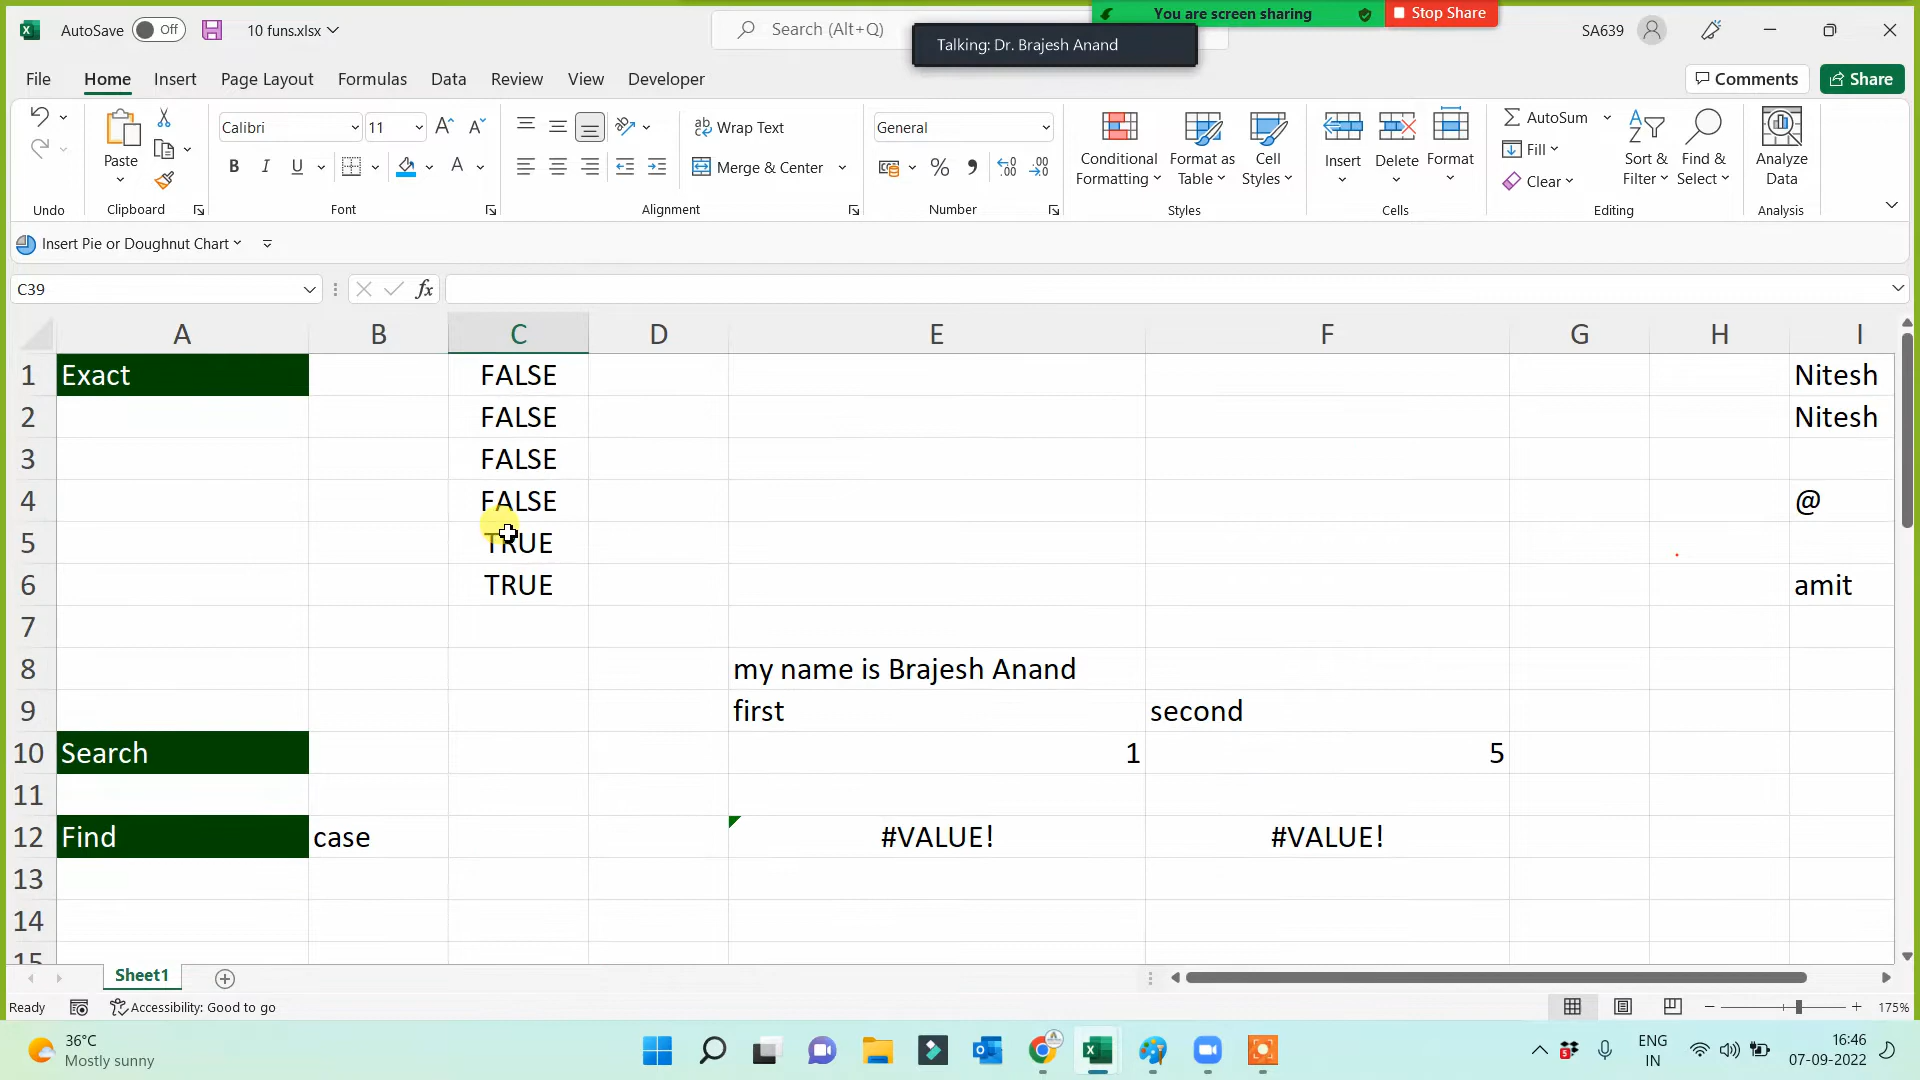 You are screen sharing Stop Share
AutoSave Off 10 funs.xlsx Search (Alt+Q) SA639
Talking: Dr. Brajesh Anand
File Home Insert Page Layout Formulas Data Review View Developer Comments Share
Calibri 11 Wrap Text General AutoSum
Paste Conditional Formatting Format as Table Cell Styles Insert Delete Format Fill Sort & Filter Find & Select Analyze Data
B I U A Merge & Center % Clear
Undo Clipboard Font Alignment Number Styles Cells Editing Analysis
Insert Pie or Doughnut Chart
C39 fx
A B C D E F G H I
1 Exact FALSE Nitesh
2 FALSE Nitesh
3 FALSE
4 FALSE @
5 TRUE
6 TRUE amit
7
8 my name is Brajesh Anand
9 first second
10 Search 1 5
11
12 Find case #VALUE! #VALUE!
13
14
15
Sheet1
Ready Accessibility: Good to go 175%
36°C
Mostly sunny
ENG
IN
16:46
07-09-2022